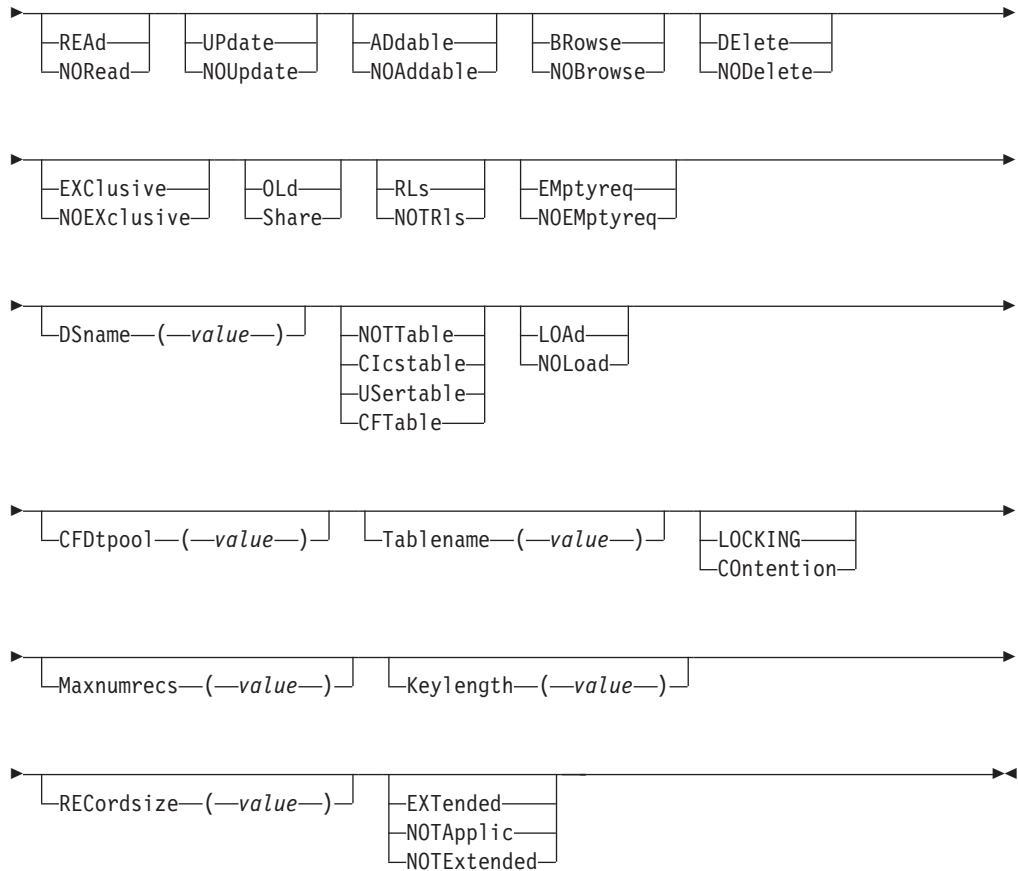 REAd UPdate ADdable BRowse DElete
NORead NOUpdate NOAddable NOBrowse NODelete
EXClusive OLd RLs EMptyreq
NOEXclusive Share NOTRls NOEMptyreq
DSname ( value ) NOTTable LOAd
CIcstable NOLoad
USertable
CFTable
CFDtpool ( value ) Tablename ( value ) LOCKING
COntention
Maxnumrecs ( value ) Keylength ( value )
RECordsize ( value ) EXTended
NOTApplic
NOTExtended